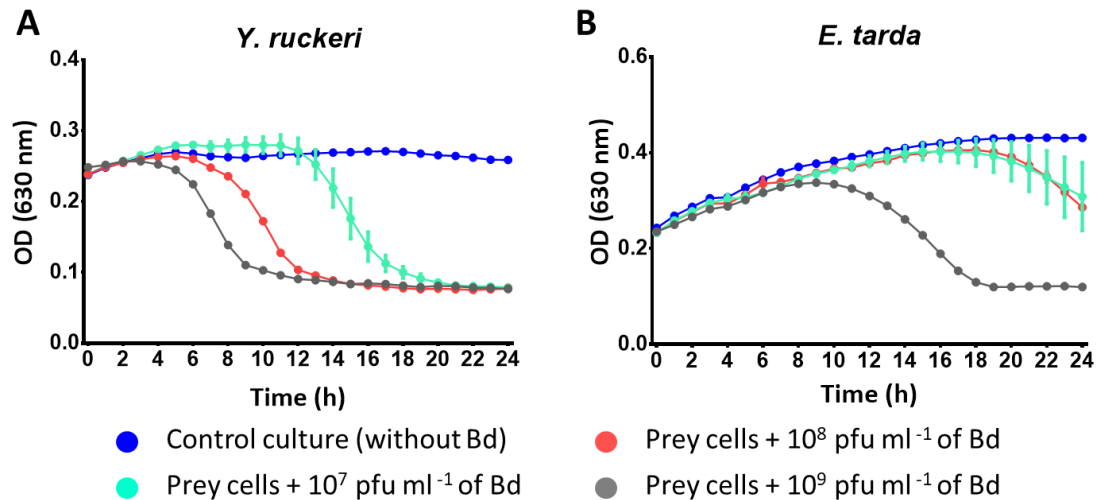 A
Y. ruckeri
0.4
0.3
0.2
0.1
0.0
OD (630 nm)
0 2 4 6 8 10 12 14 16 18 20 22 24
Time (h)
B
E. tarda
0.6
0.4
0.2
0.0
OD (630 nm)
0 2 4 6 8 10 12 14 16 18 20 22 24
Time (h)
Control culture (without Bd)
Prey cells + 10⁸ pfu ml ⁻¹ of Bd
Prey cells + 10⁷ pfu ml ⁻¹ of Bd
Prey cells + 10⁹ pfu ml ⁻¹ of Bd